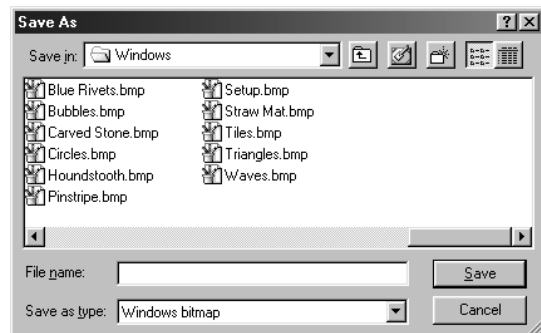 Save As
Save in: Windows
Blue Rivets.bmp Setup.bmp
Bubbles.bmp Straw Mat.bmp
Carved Stone.bmp Tiles.bmp
Circles.bmp Triangles.bmp
Houndstooth.bmp Waves.bmp
Pinstripe.bmp
File name: Save
Save as type: Windows bitmap Cancel